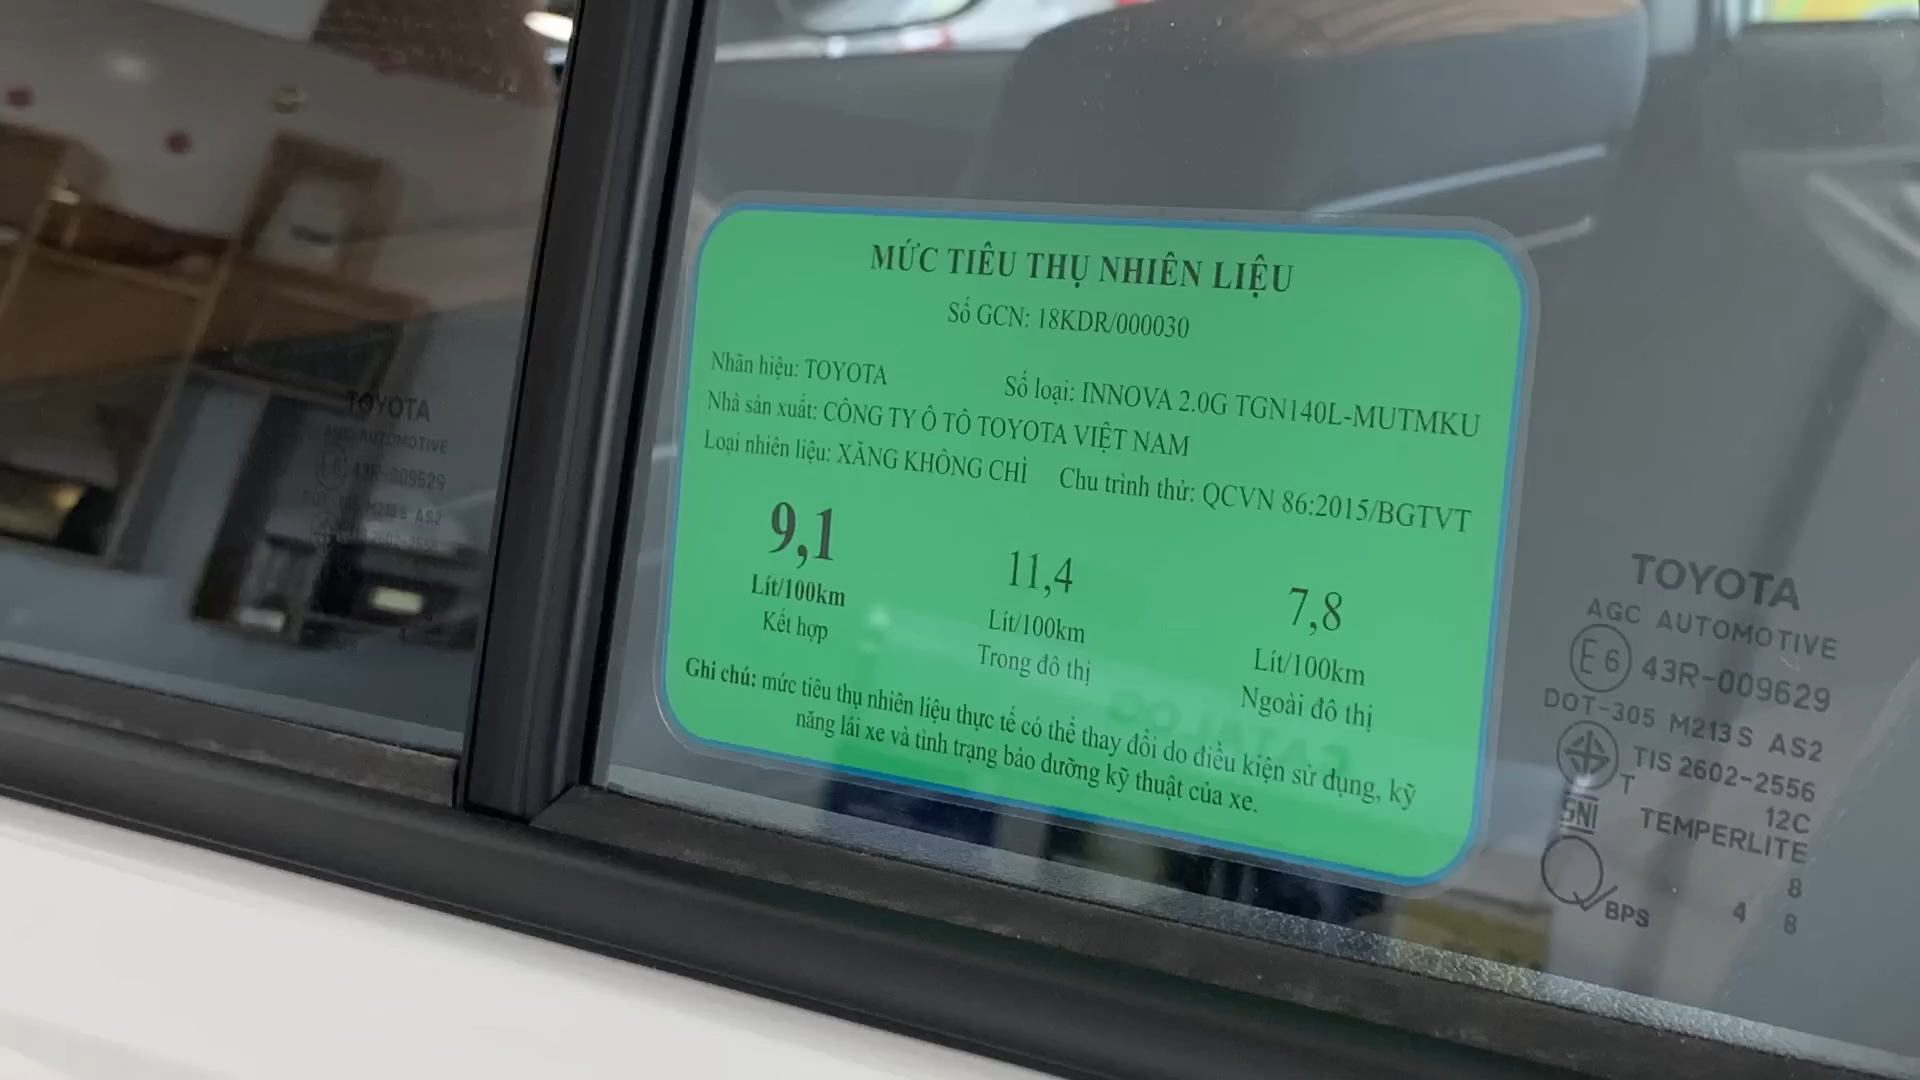 MỨC TIÊU THỤ NHIÊN LIỆU
Số GCN: 18KDR/000030
Nhãn hiệu: TOYOTA Số loại: INNOVA 2.0G TGN140L-MUTMKU
Nhà sản xuất: CÔNG TY Ô TÔ TOYOTA VIỆT NAM
Loại nhiên liệu: XĂNG KHÔNG CHÌ Chu trình thử: QCVN 86:2015/BGTVT
9,1 11,4 7,8
Lít/100km Lít/100km Lít/100km
Kết hợp Trong đô thị Ngoài đô thị
Ghi chú: mức tiêu thụ nhiên liệu thực tế có thể thay đổi do điều kiện sử dụng, kỹ
năng lái xe và tình trạng bảo dưỡng kỹ thuật của xe.
TOYOTA
AGC AUTOMOTIVE
E6 43R-009629
DOT-305 M213S AS2
TIS 2602-2556
T 12C
SNI TEMPERLITE
8
BPS 4 8
TOYOTA
AGC AUTOMOTIVE
43R-009529
M213 S AS2